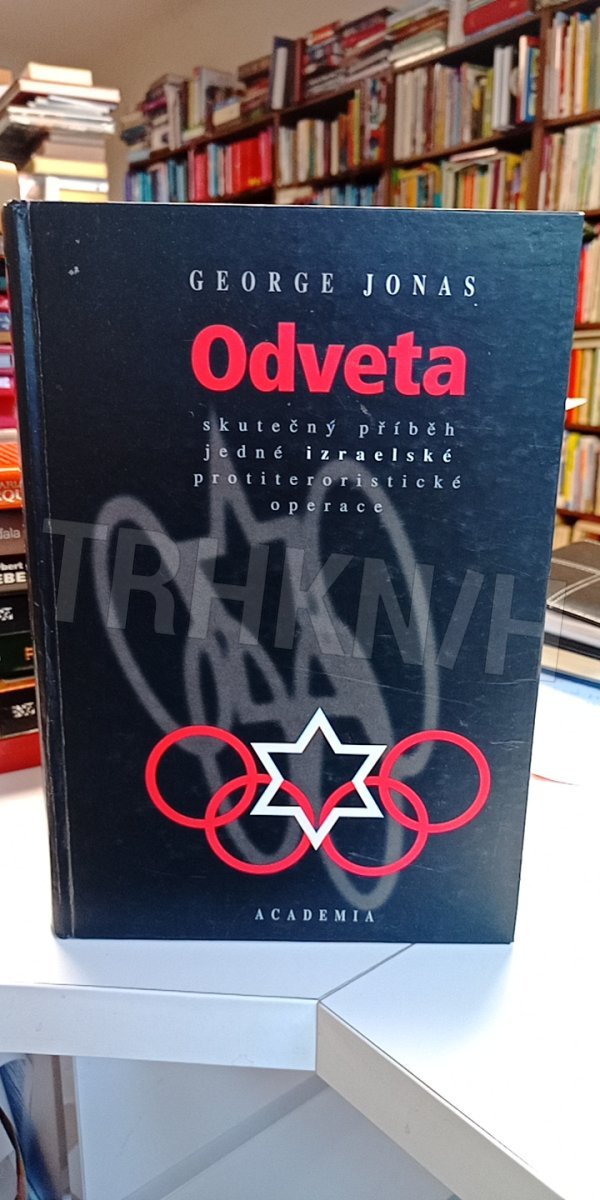 GEORGE JONAS
Odveta
skutečný příběh
jedné izraelské
protiteroristické
operace
TRHKNIH
ACADEMIA